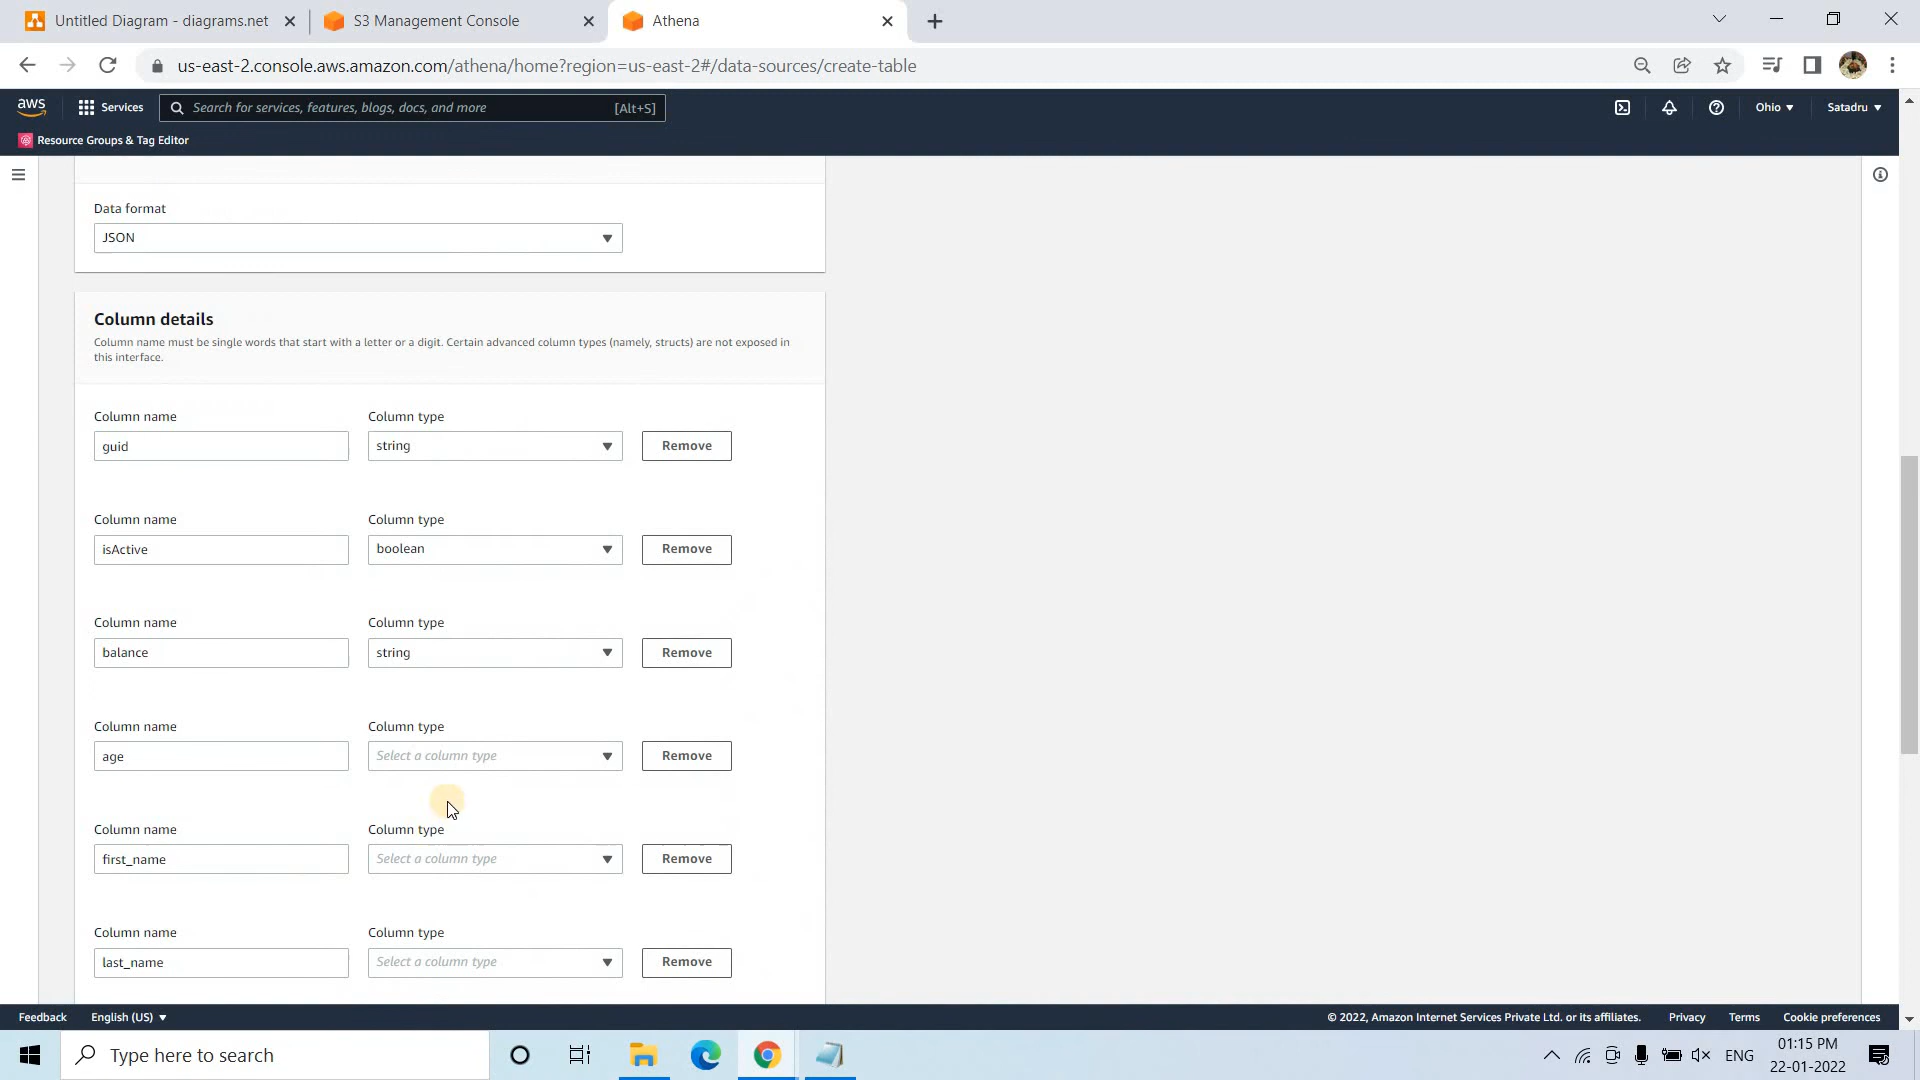 Untitled Diagram - diagrams.net
S3 Management Console
Athena
us-east-2.console.aws.amazon.com/athena/home?region=us-east-2#/data-sources/create-table
aws
Services
Search for services, features, blogs, docs, and more
[Alt+S]
Ohio
Satadru
Resource Groups & Tag Editor
Data format
JSON
Column details
Column name must be single words that start with a letter or a digit. Certain advanced column types (namely, structs) are not exposed in
this interface.
Column name
Column type
guid
string
Remove
Column name
Column type
isActive
boolean
Remove
Column name
Column type
balance
string
Remove
Column name
Column type
age
Select a column type
Remove
Column name
Column type
first_name
Select a column type
Remove
Column name
Column type
last_name
Select a column type
Remove
Feedback
English (US)
© 2022, Amazon Internet Services Private Ltd. or its affiliates.
Privacy
Terms
Cookie preferences
Type here to search
ENG
01:15 PM
22-01-2022